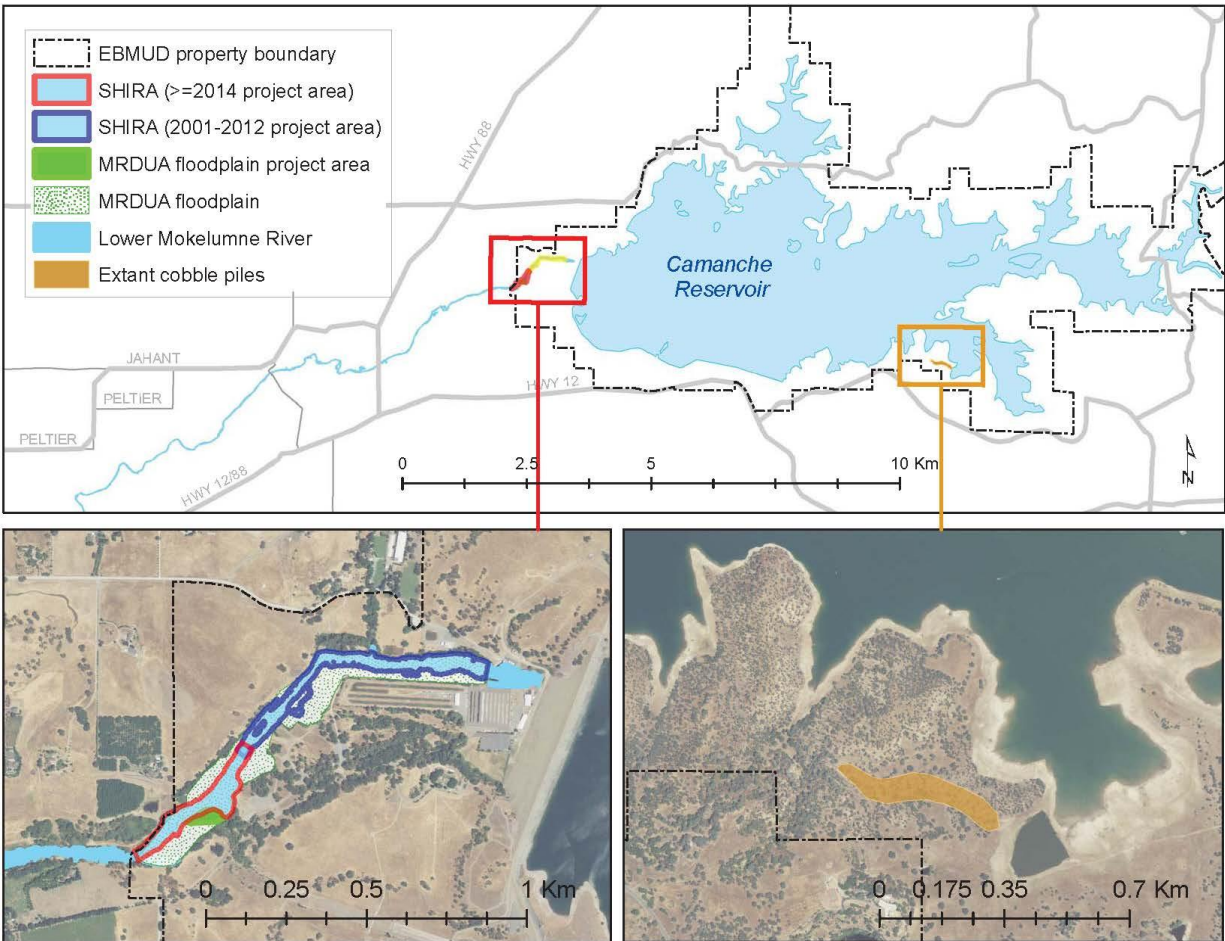 EBMUD property boundary
SHIRA (>=2014 project area)
SHIRA (2001-2012 project area)
MRDUA floodplain project area
MRDUA floodplain
Lower Mokelumne River
Extant cobble piles
HWY 88
Camanche
Reservoir
JAHANT
PELTiER
PELTIER
HWY 12
HWY 12/88
0 2.5 5 10 Km
N
0 0.25 0.5 1 Km
0 0.175 0.35 0.7 Km